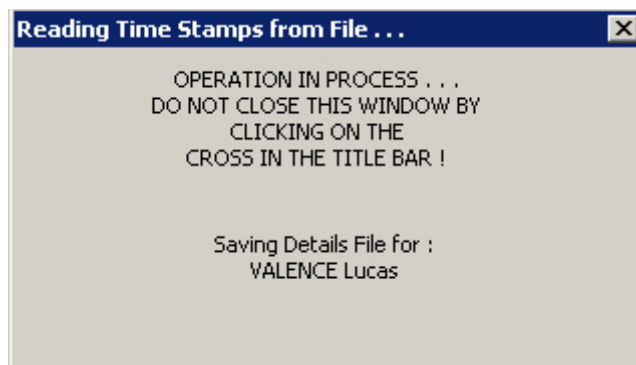 Reading Time Stamps from File . . .
OPERATION IN PROCESS . . .
DO NOT CLOSE THIS WINDOW BY
CLICKING ON THE
CROSS IN THE TITLE BAR !
Saving Details File for :
VALENCE Lucas